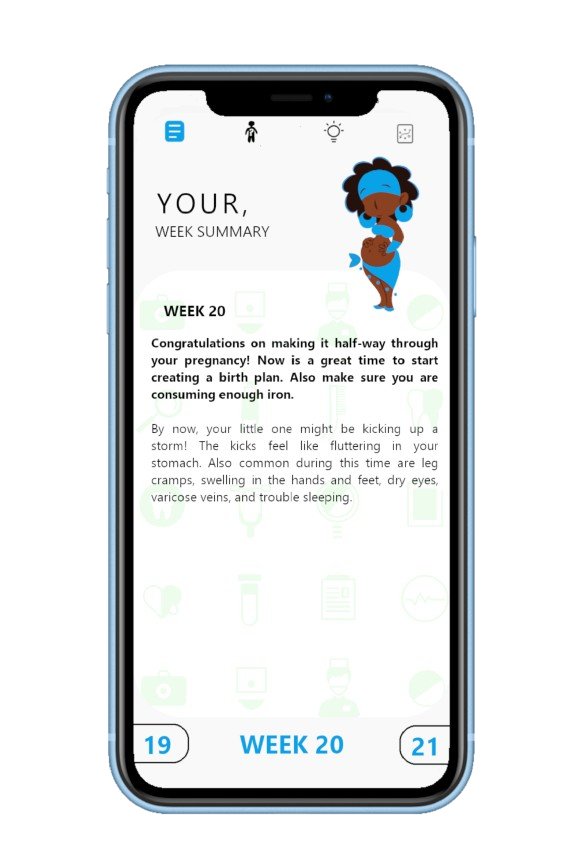 YOUR,
WEEK SUMMARY
WEEK 20
Congratulations on making it half-way through
your pregnancy! Now is a great time to start
creating a birth plan. Also make sure you are
consuming enough iron.
By now, your little one might be kicking up a
storm! The kicks feel like fluttering in your
stomach. Also common during this time are leg
cramps, swelling in the hands and feet, dry eyes,
varicose veins, and trouble sleeping.
19
WEEK 20
21